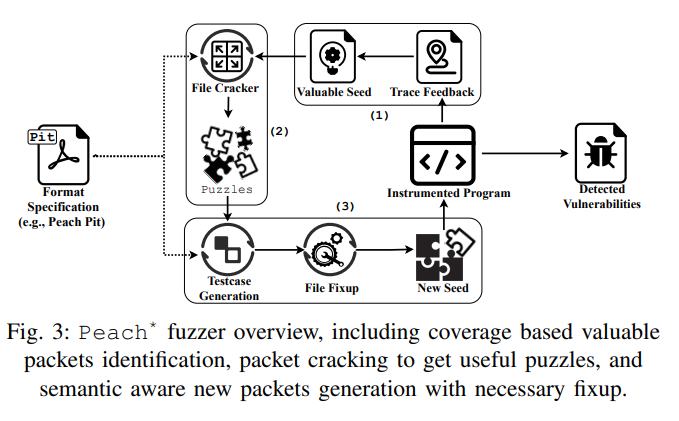 File Cracker
Valuable Seed
Trace Feedback
(1)
(2)
Pit
Puzzles
Format
Specification
(e.g., Peach Pit)
Instrumented Program
Detected
Vulnerabilities
(3)
Testcase
Generation
File Fixup
New Seed
Fig. 3: Peach* fuzzer overview, including coverage based valuable
packets identification, packet cracking to get useful puzzles, and
semantic aware new packets generation with necessary fixup.